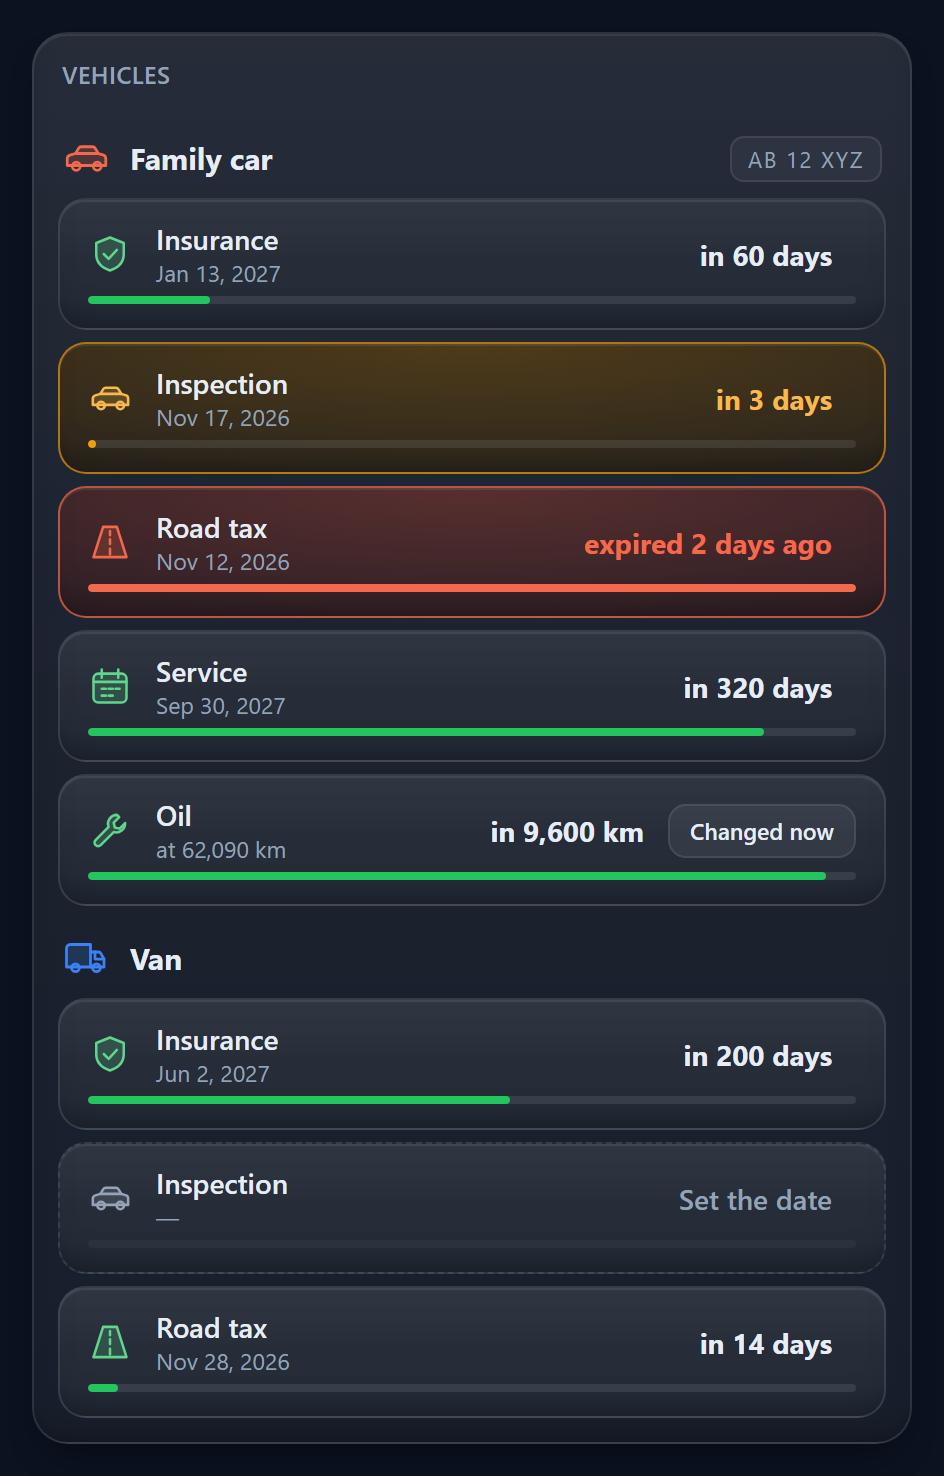 VEHICLES
Family car
AB 12 XYZ
Insurance
Jan 13, 2027
in 60 days
Inspection
Nov 17, 2026
in 3 days
Road tax
Nov 12, 2026
expired 2 days ago
Service
Sep 30, 2027
in 320 days
Oil
at 62,090 km
in 9,600 km
Changed now
Van
Insurance
Jun 2, 2027
in 200 days
Inspection
—
Set the date
Road tax
Nov 28, 2026
in 14 days